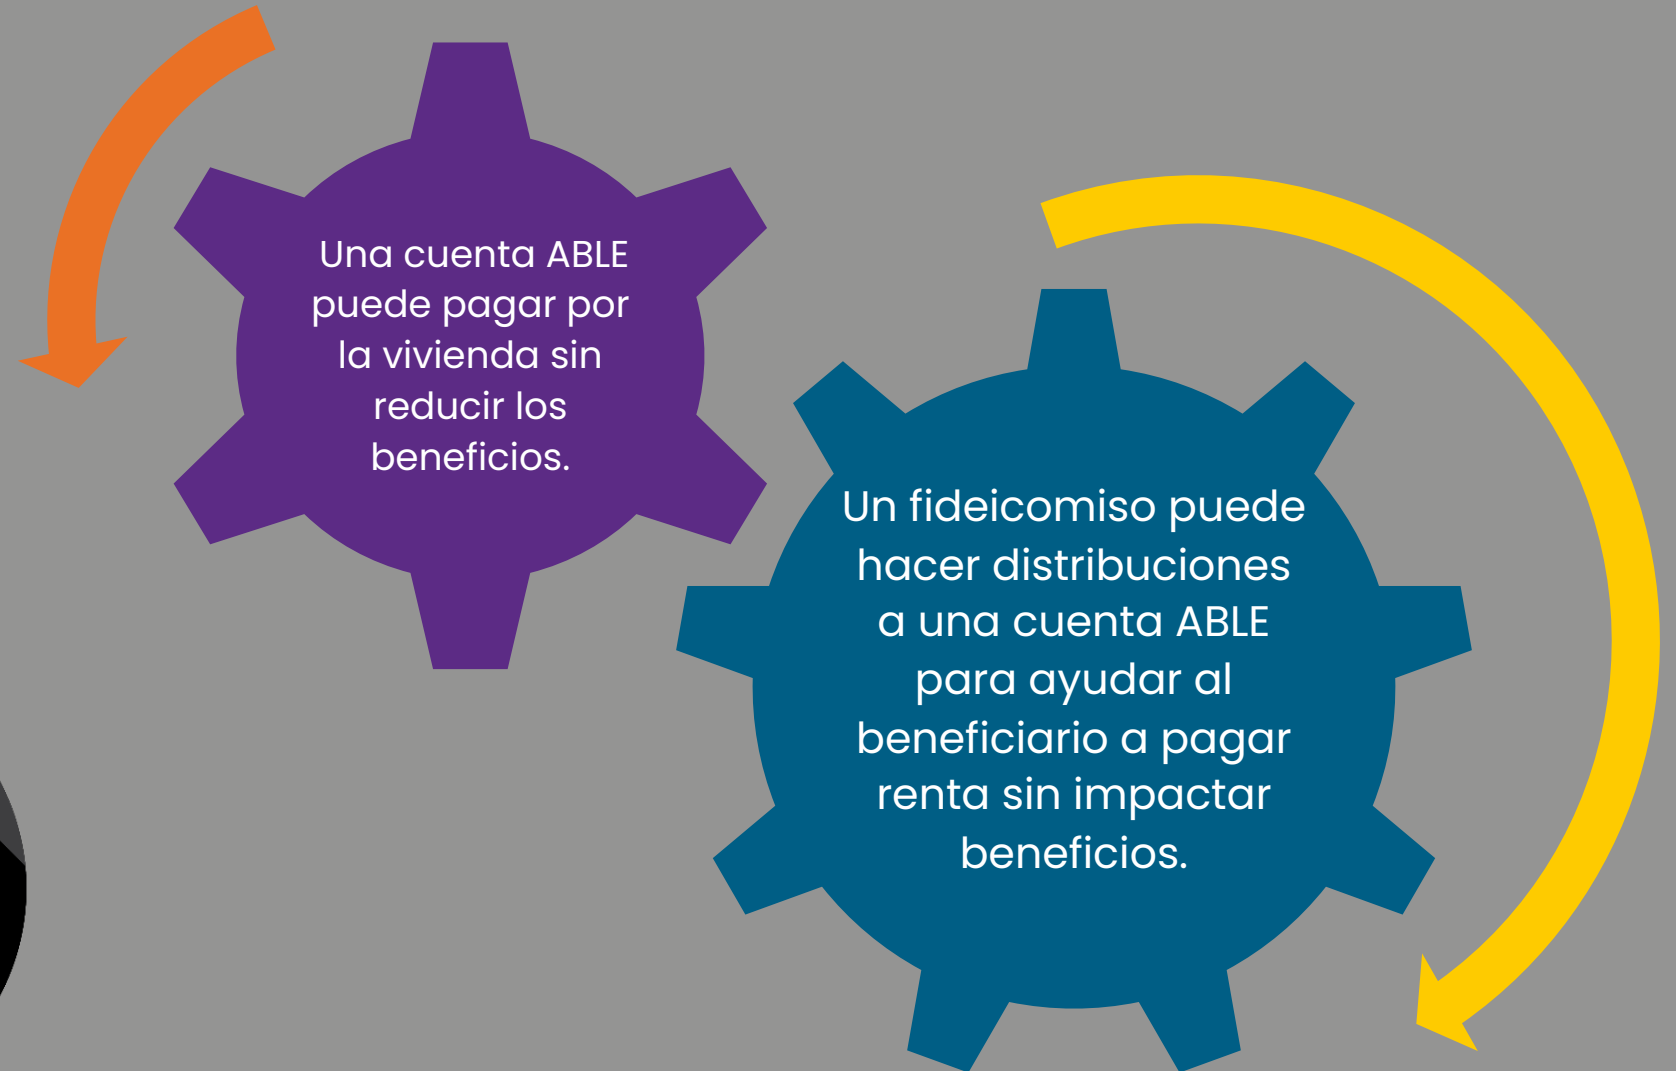 Una cuenta ABLE
puede pagar por
la vivienda sin
reducir los
beneficios.
Un fideicomiso puede
hacer distribuciones
a una cuenta ABLE
para ayudar al
beneficiario a pagar
renta sin impactar
beneficios.